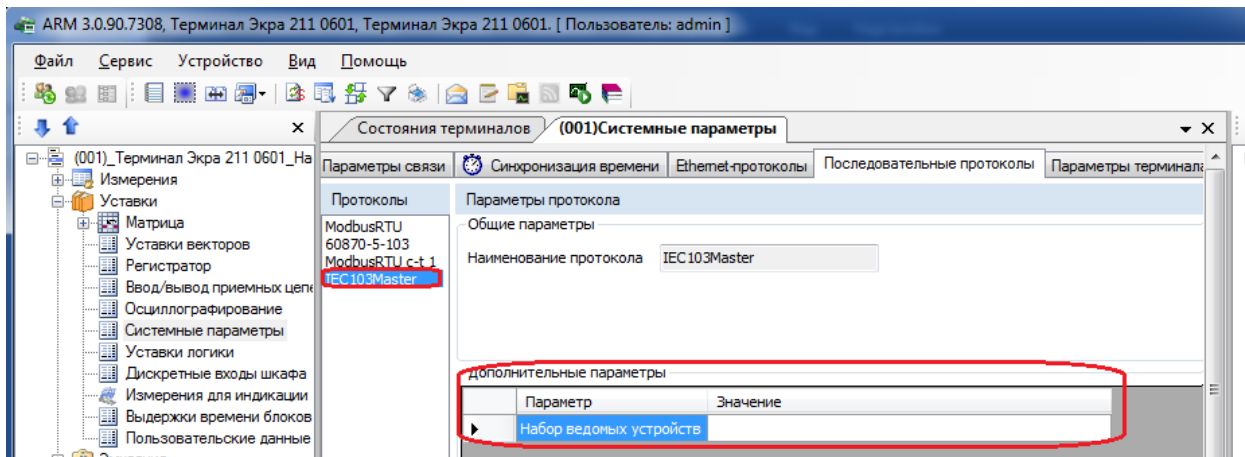 ARM 3.0.90.7308, Терминал Экра 211 0601, Терминал Экра 211 0601. [ Пользователь: admin ]
Файл Сервис Устройство Вид Помощь
Состояния терминалов (001)Системные параметры
(001)_Терминал Экра 211 0601_На
Измерения
Уставки
Матрица
Уставки векторов
Регистратор
Ввод/вывод приемных цепе
Осциллографирование
Системные параметры
Уставки логики
Дискретные входы шкафа
Измерения для индикации
Выдержки времени блоков
Пользовательские данные
Параметры связи Синхронизация времени Ethernet-протоколы Последовательные протоколы Параметры терминала
Протоколы
ModbusRTU
60870-5-103
ModbusRTU c-t 1
IEC103Master
Параметры протокола
Общие параметры
Наименование протокола IEC103Master
Дополнительные параметры
Параметр Значение
Набор ведомых устройств